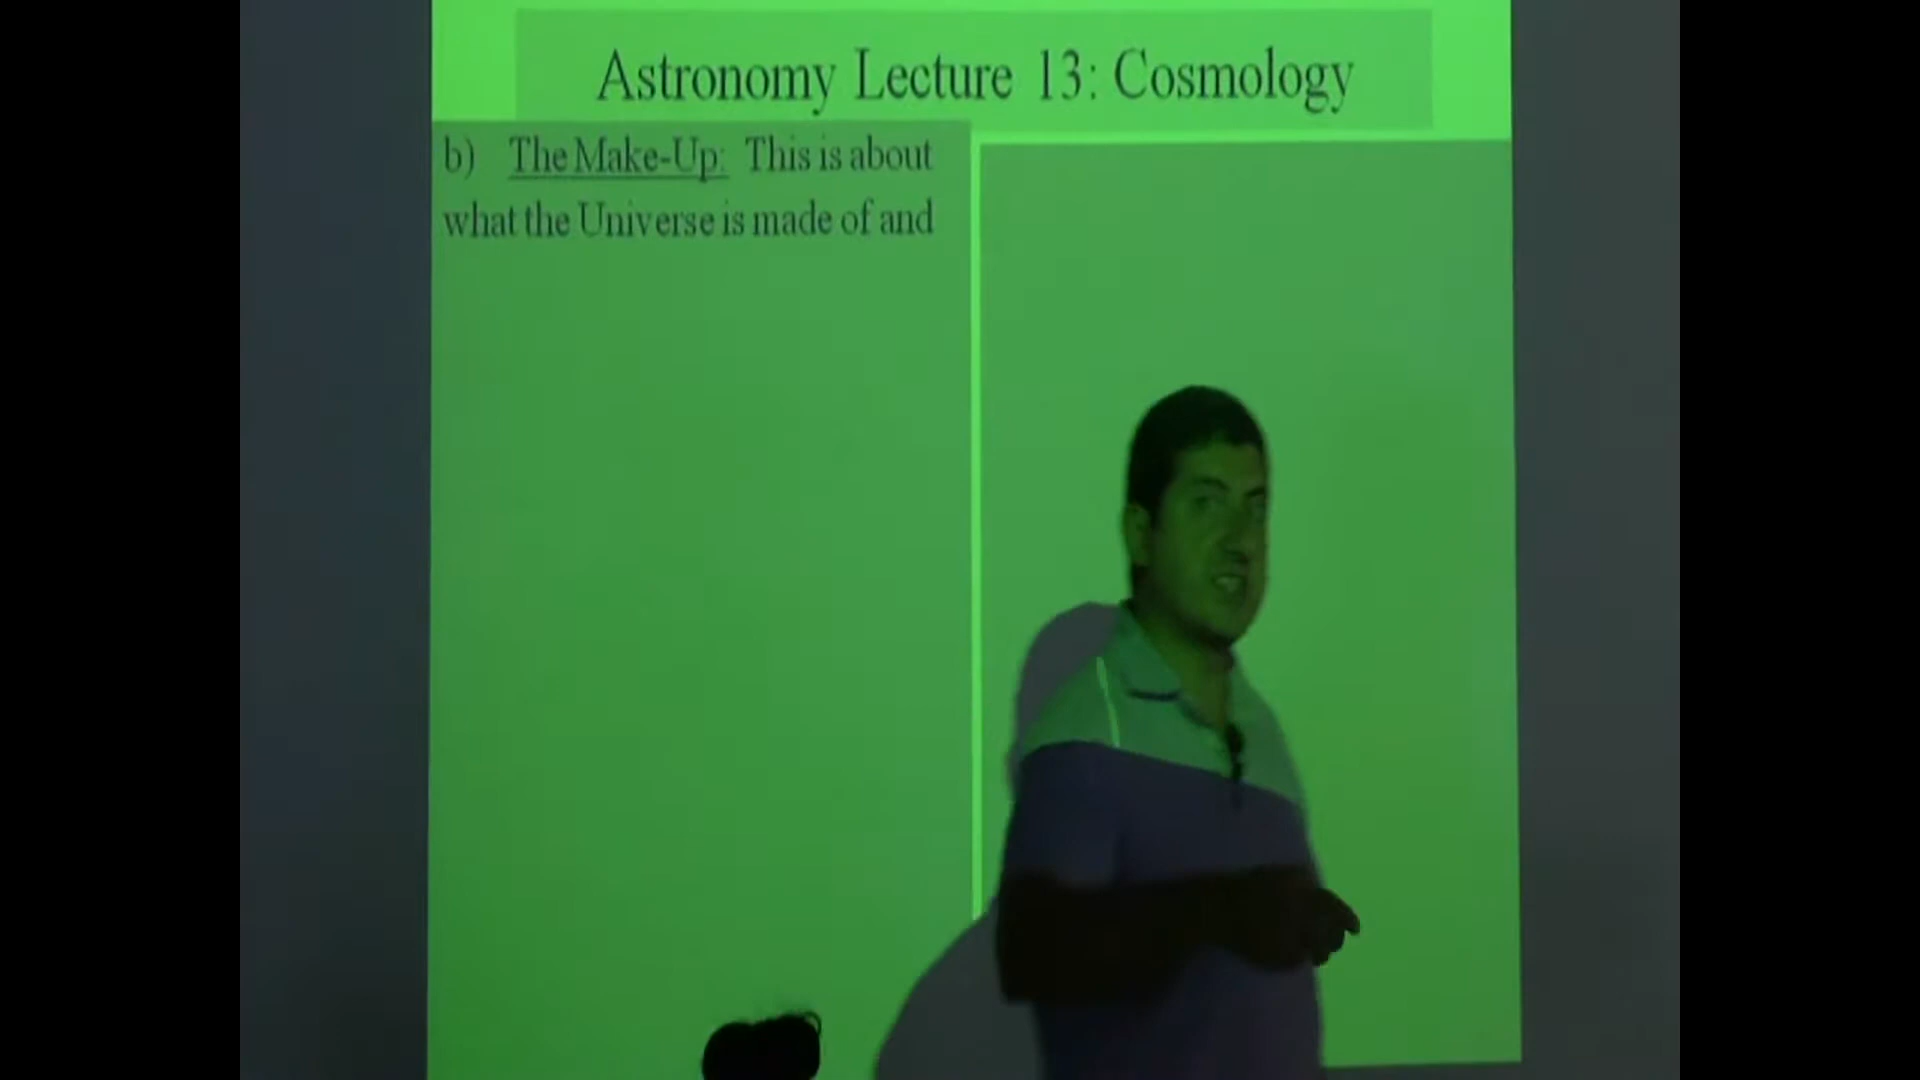 Astronomy Lecture 13: Cosmology
b) The Make-Up: This is about
what the Universe is made of and